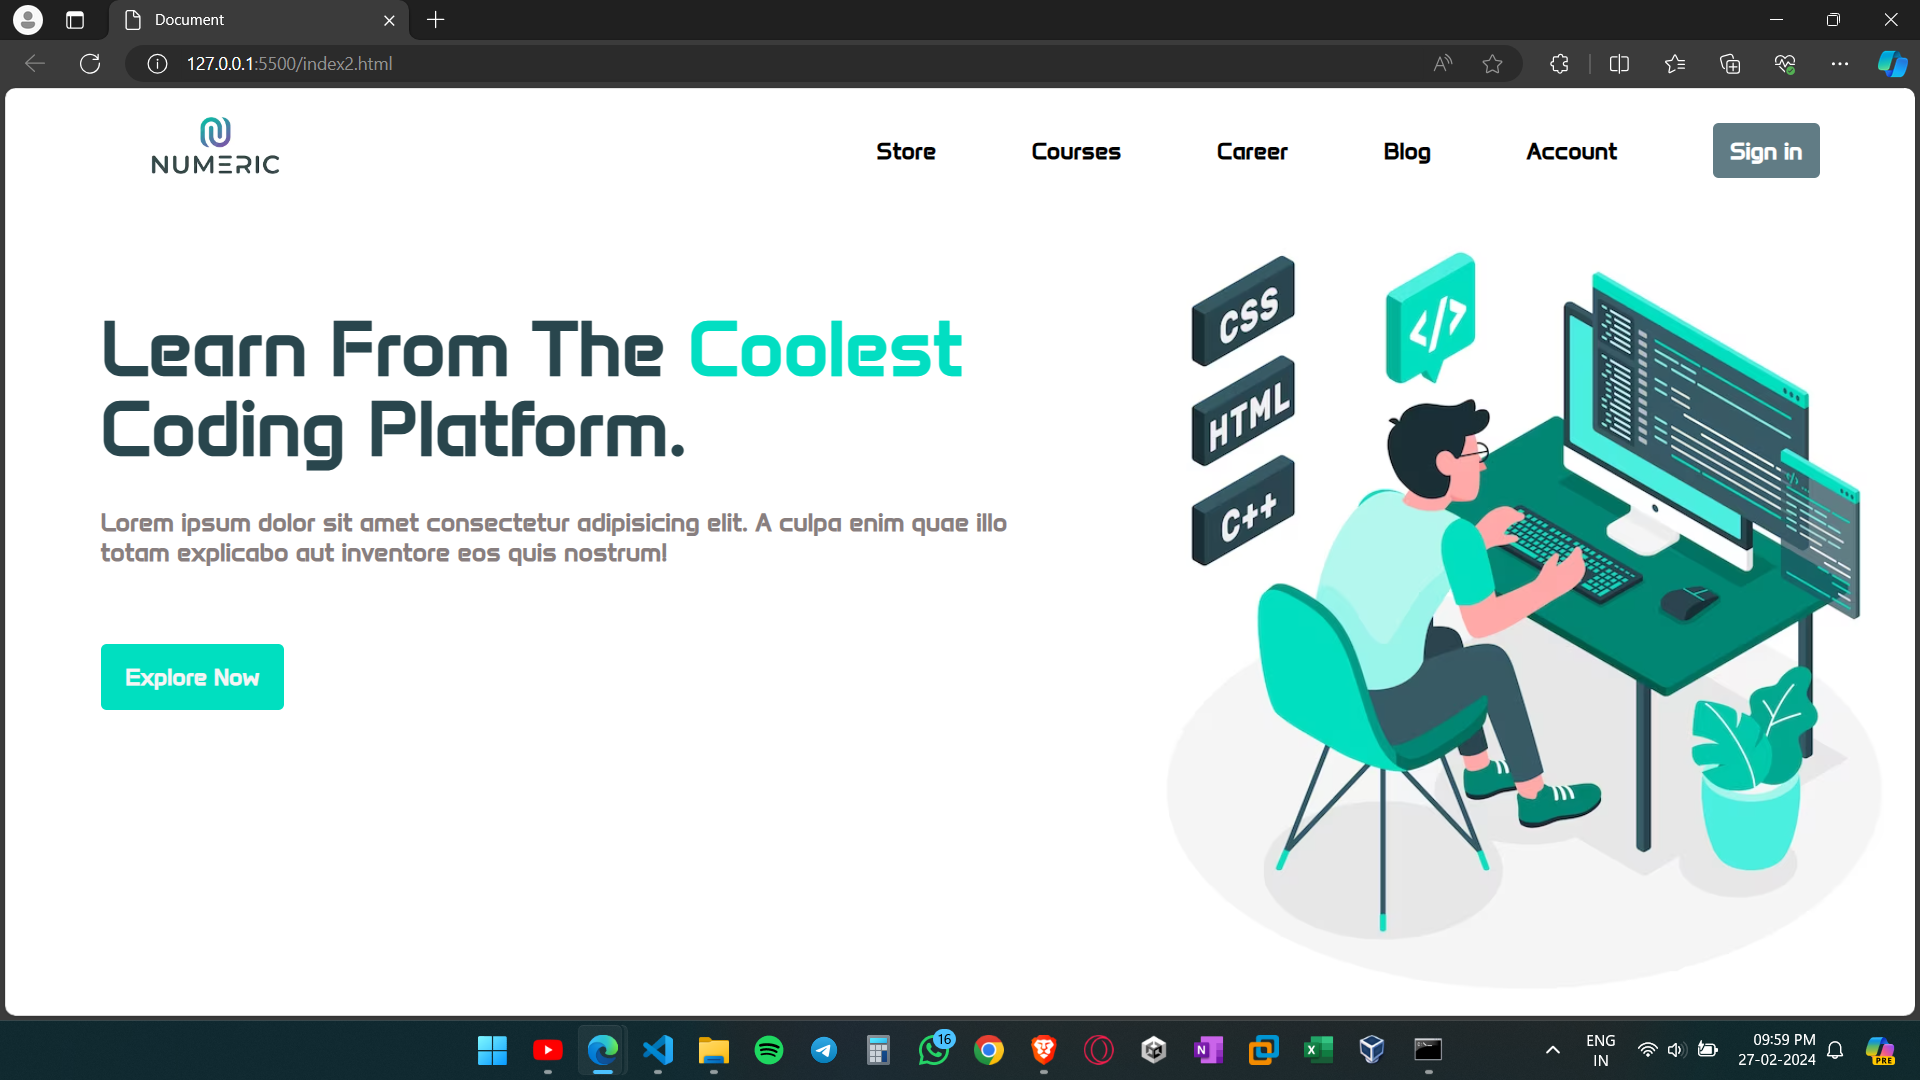 Document
127.0.0.1:5500/index2.html
NUMERIC
Store
Courses
Career
Blog
Account
Sign in
Learn From The Coolest
Coding Platform.
Lorem ipsum dolor sit amet consectetur adipisicing elit. A culpa enim quae illo
totam explicabo aut inventore eos quis nostrum!
Explore Now
CSS
</>
HTML
C++
16
ENG
IN
09:59 PM
27-02-2024
PRE